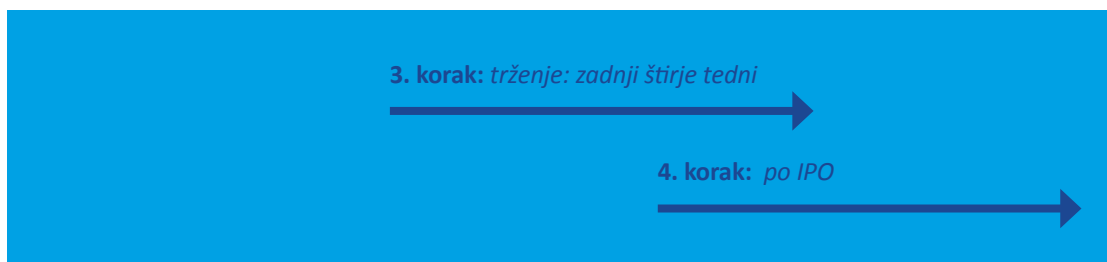 3. korak: trženje: zadnji štirje tedni
4. korak: po IPO